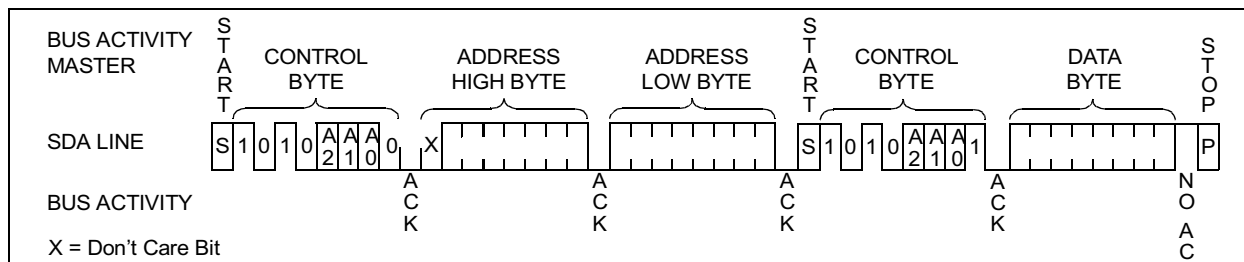 BUS ACTIVITY
MASTER
START
CONTROL
BYTE
ADDRESS
HIGH BYTE
ADDRESS
LOW BYTE
START
CONTROL
BYTE
DATA
BYTE
STOP
SDA LINE
S 1 0 1 0 A2 A1 A0 0 X S 1 0 1 0 A2 A1 A0 1 P
BUS ACTIVITY
ACK
ACK
ACK
ACK
NO AC
X = Don't Care Bit